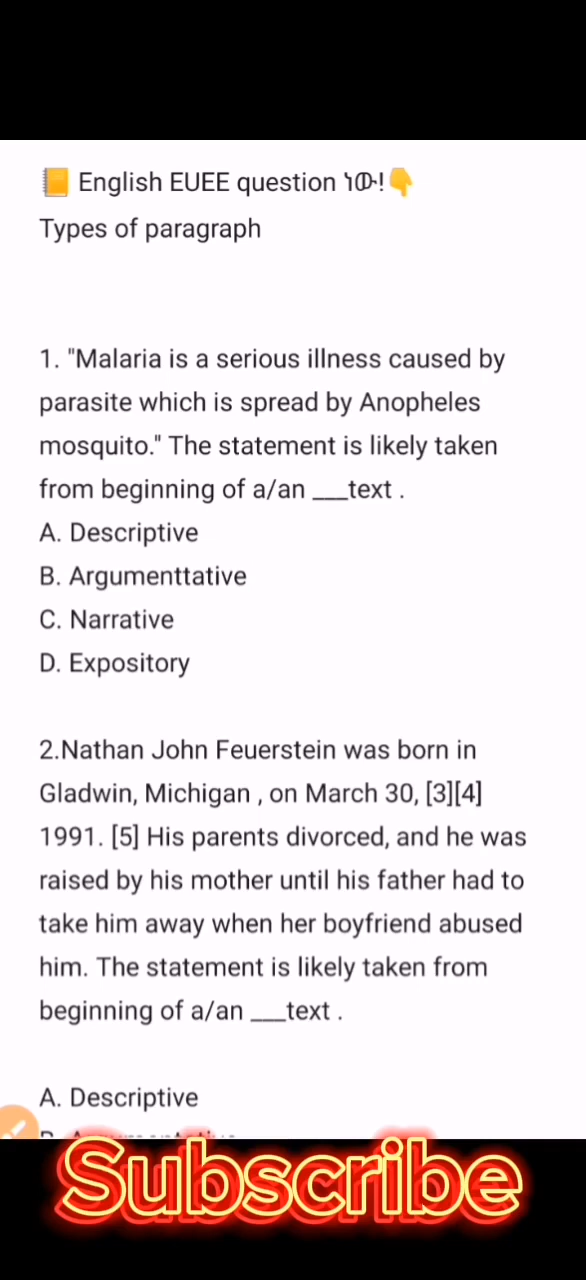 📒 English EUEE question ነው!👇
Types of paragraph
1. "Malaria is a serious illness caused by
parasite which is spread by Anopheles
mosquito." The statement is likely taken
from beginning of a/an ___text .
A. Descriptive
B. Argumenttative
C. Narrative
D. Expository
2.Nathan John Feuerstein was born in
Gladwin, Michigan , on March 30, [3][4]
1991. [5] His parents divorced, and he was
raised by his mother until his father had to
take him away when her boyfriend abused
him. The statement is likely taken from
beginning of a/an ___text .
A. Descriptive
Subscribe